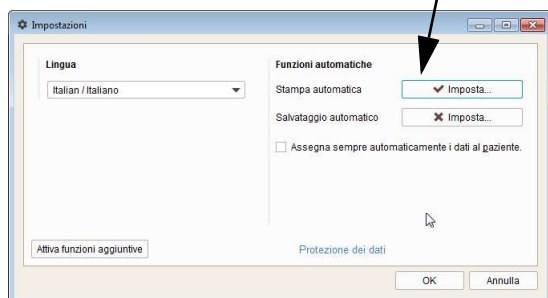 Impostazioni
Lingua
Italian / Italiano
Funzioni automatiche
Stampa automatica
Imposta...
Salvataggio automatico
Imposta...
Assegna sempre automaticamente i dati al paziente.
Attiva funzioni aggiuntive
Protezione dei dati
OK
Annulla